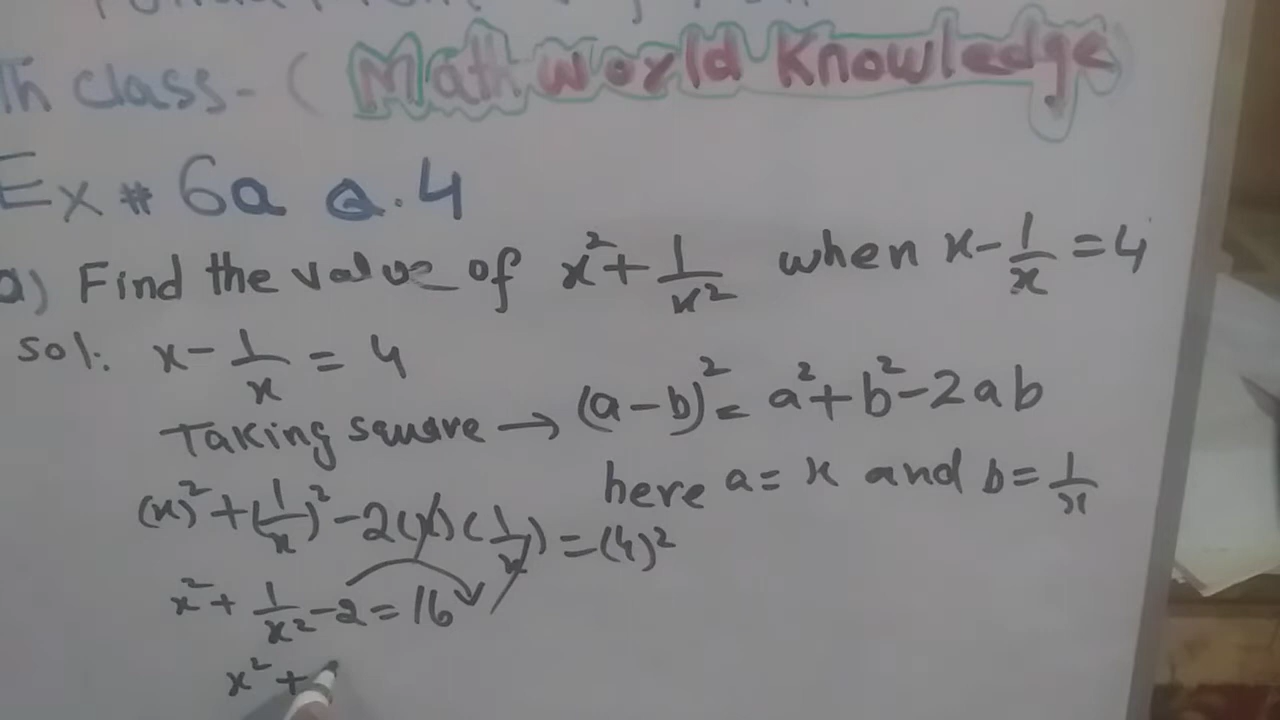 Th class - ( Math World Knowledge
Ex # 6a Q.4
a) Find the value of x² + 1/x² when x - 1/x = 4
Sol: x - 1/x = 4
Taking square → (a - b)² = a² + b² - 2ab
here a = x and b = 1/x
(x)² + (1/x)² - 2(x)(1/x) = (4)²
x² + 1/x² - 2 = 16
x² +